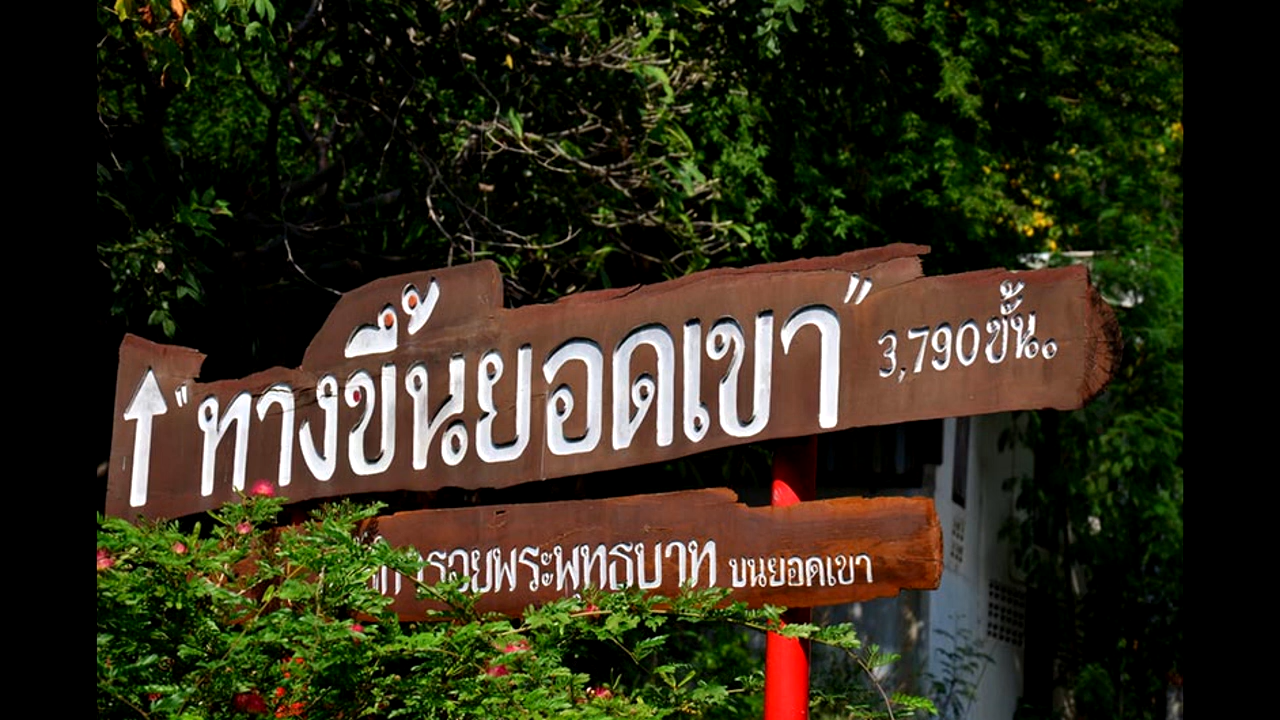 "ทางขึ้นยอดเขา" 3,790 ขั้น.
รอยพระพุทธบาท บนยอดเขา